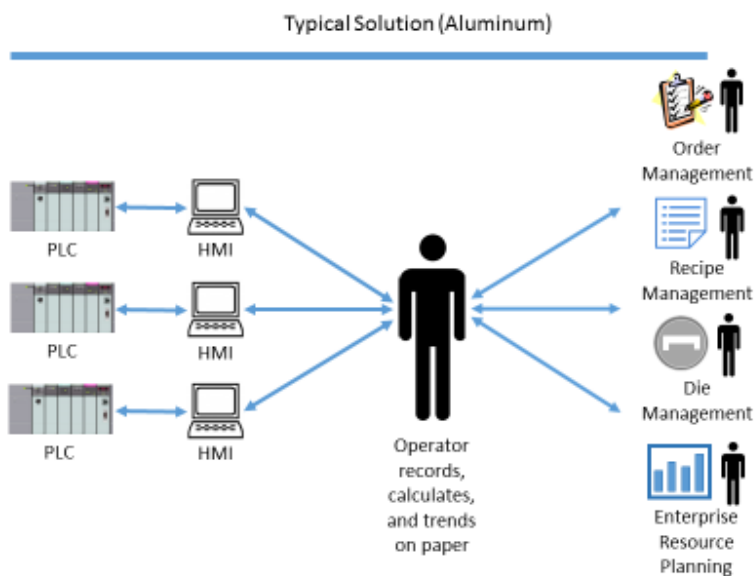 Typical Solution (Aluminum)
Order
Management
PLC
HMI
Recipe
Management
PLC
HMI
Die
Management
PLC
HMI
Operator
records,
calculates,
and trends
on paper
Enterprise
Resource
Planning